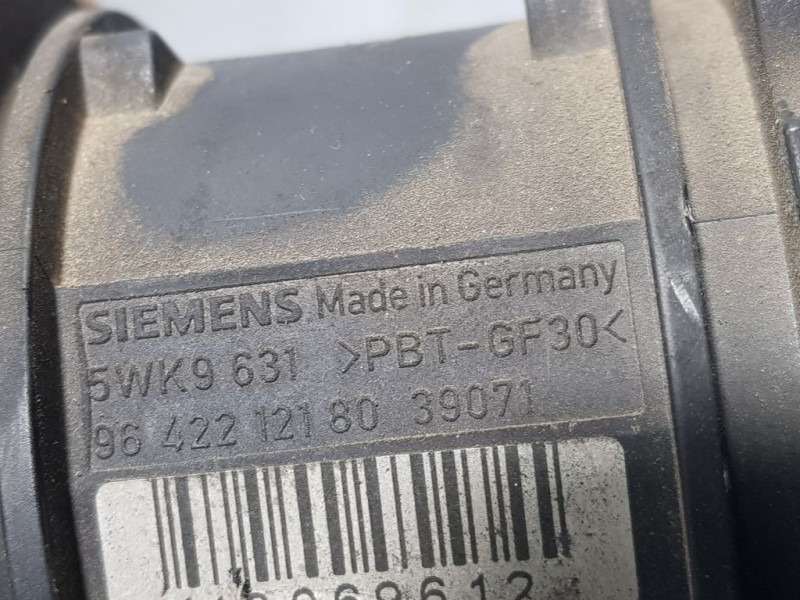 SIEMENS Made in Germany
5WK9 631 >PBT-GF30<
96 422 121 80 39071